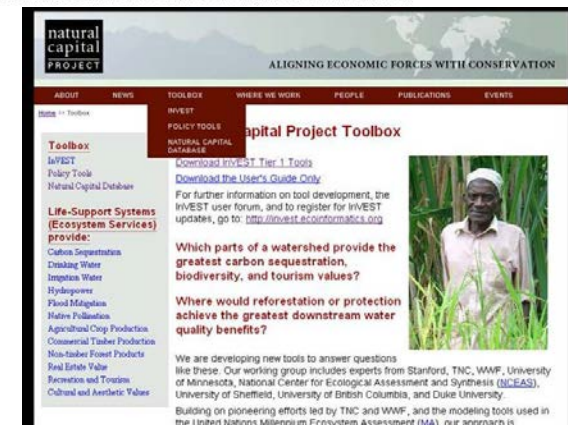 natural
capital
PROJECT
ALIGNING ECONOMIC FORCES WITH CONSERVATION
ABOUT NEWS TOOLBOX WHERE WE WORK PEOPLE PUBLICATIONS EVENTS
INVEST
POLICY TOOLS
NATURAL CAPITAL
DATABASE
Home >> Toolbox
Toolbox
InVEST
Policy Tools
Natural Capital Database
Life-Support Systems
(Ecosystem Services)
provide:
Carbon Sequestration
Drinking Water
Irrigation Water
Hydropower
Flood Mitigation
Native Pollination
Agricultural Crop Production
Commercial Timber Production
Non-timber Forest Products
Real Estate Value
Recreation and Tourism
Cultural and Aesthetic Values
apital Project Toolbox
Download InVEST Tier 1 Tools
Download the User's Guide Only
For further information on tool development, the
InVEST user forum, and to register for InVEST
updates, go to: http://invest.ecoinformatics.org
Which parts of a watershed provide the
greatest carbon sequestration,
biodiversity, and tourism values?
Where would reforestation or protection
achieve the greatest downstream water
quality benefits?
We are developing new tools to answer questions
like these. Our working group includes experts from Stanford, TNC, WWF, University
of Minnesota, National Center for Ecological Assessment and Synthesis (NCEAS),
University of Sheffield, University of British Columbia, and Duke University.
Building on pioneering efforts led by TNC and WWF, and the modeling tools used in
the United Nations Millennium Ecosystem Assessment (MA), our approach is